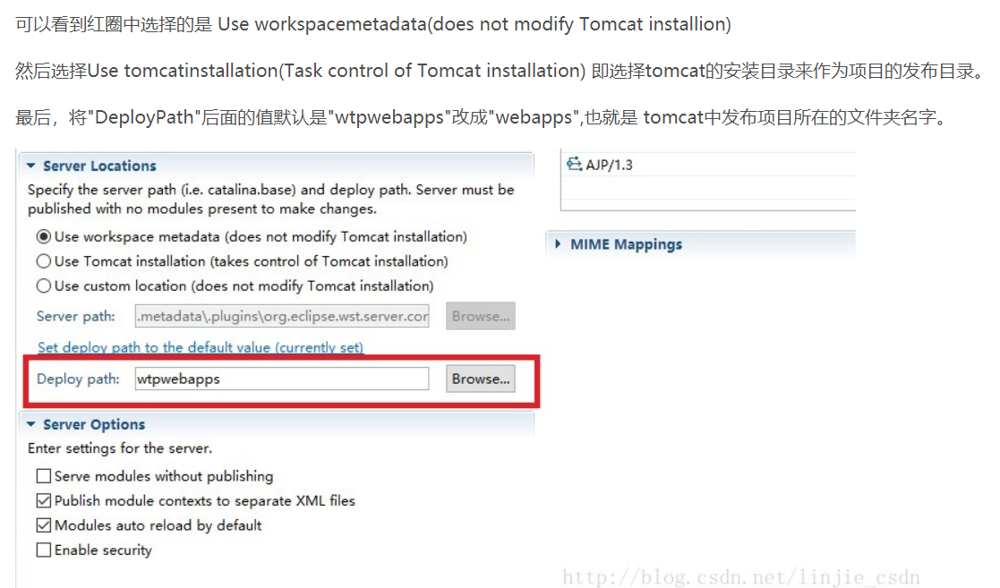 可以看到红圈中选择的是 Use workspacemetadata(does not modify Tomcat installion)
然后选择Use tomcatinstallation(Task control of Tomcat installation) 即选择tomcat的安装目录来作为项目的发布目录。
最后，将"DeployPath"后面的值默认是"wtpwebapps"改成"webapps",也就是 tomcat中发布项目所在的文件夹名字。
Server Locations
Specify the server path (i.e. catalina.base) and deploy path. Server must be
published with no modules present to make changes.
Use workspace metadata (does not modify Tomcat installation)
Use Tomcat installation (takes control of Tomcat installation)
Use custom location (does not modify Tomcat installation)
Server path: .metadata\.plugins\org.eclipse.wst.server.cor Browse...
Set deploy path to the default value (currently set)
Deploy path: wtpwebapps Browse...
Server Options
Enter settings for the server.
Serve modules without publishing
Publish module contexts to separate XML files
Modules auto reload by default
Enable security
AJP/1.3
MIME Mappings
http://blog.csdn.net/linjie_csdn